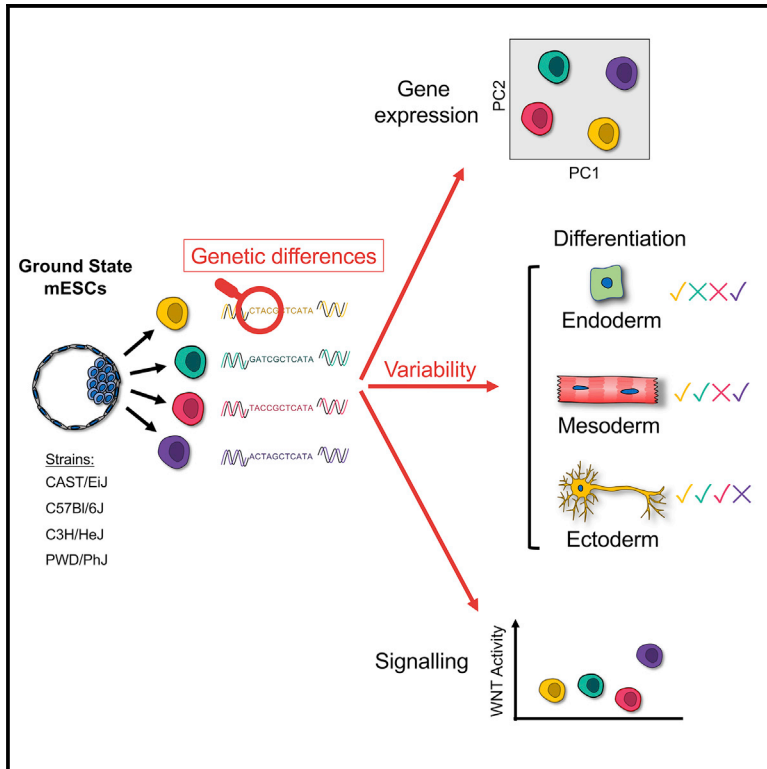 Ground State
mESCs
Strains:
CAST/EiJ
C57Bl/6J
C3H/HeJ
PWD/PhJ
Genetic differences
CTACGCTCATA
GATCGCTCATA
TACCGCTCATA
ACTAGCTCATA
Variability
Gene
expression
PC2
PC1
Differentiation
Endoderm
Mesoderm
Ectoderm
Signalling
WNT Activity